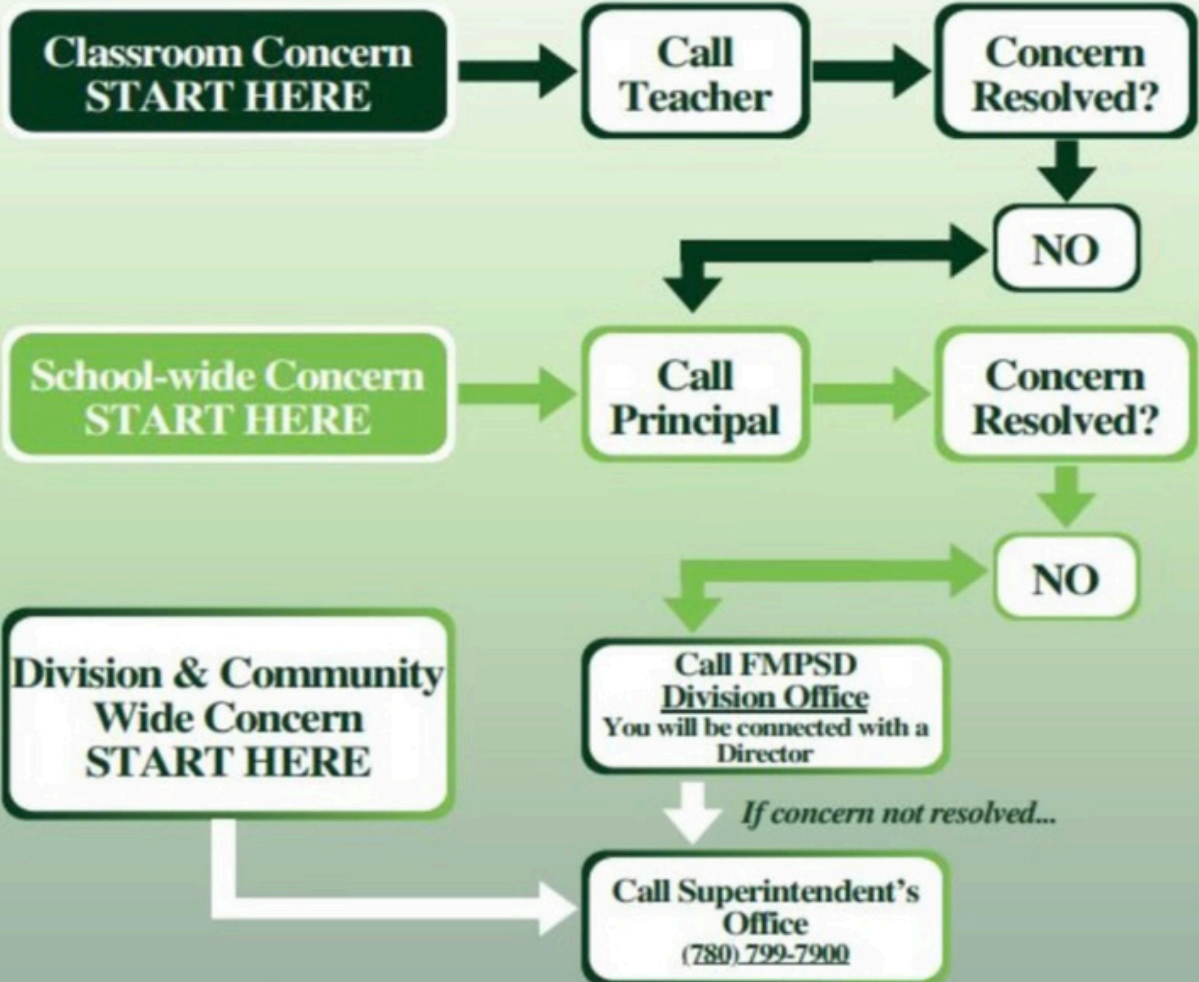 Classroom Concern
START HERE
Call
Teacher
Concern
Resolved?
NO
School-wide Concern
START HERE
Call
Principal
Concern
Resolved?
NO
Division & Community
Wide Concern
START HERE
Call FMPSD
Division Office
You will be connected with a
Director
If concern not resolved...
Call Superintendent's
Office
(780) 799-7900